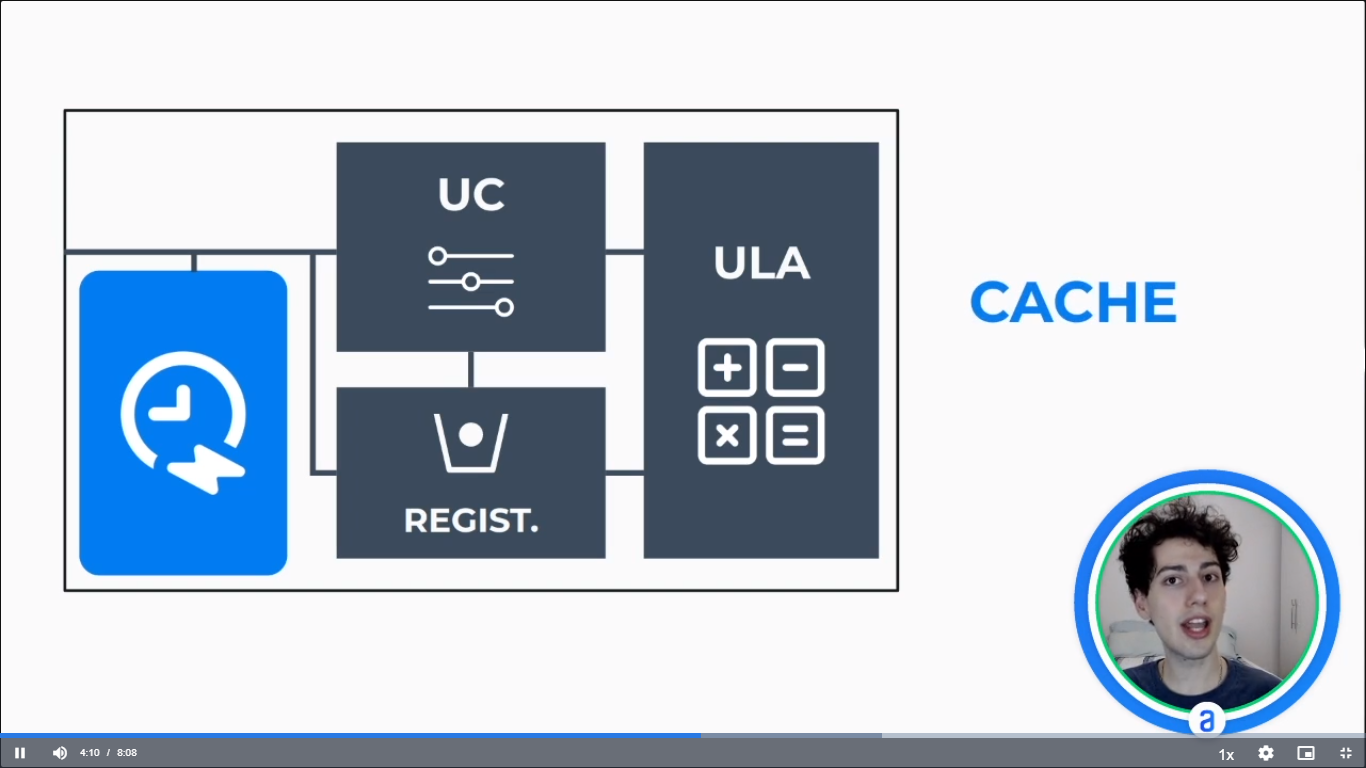 UC
ULA
CACHE
REGIST.
a
4:10 / 8:08
1x